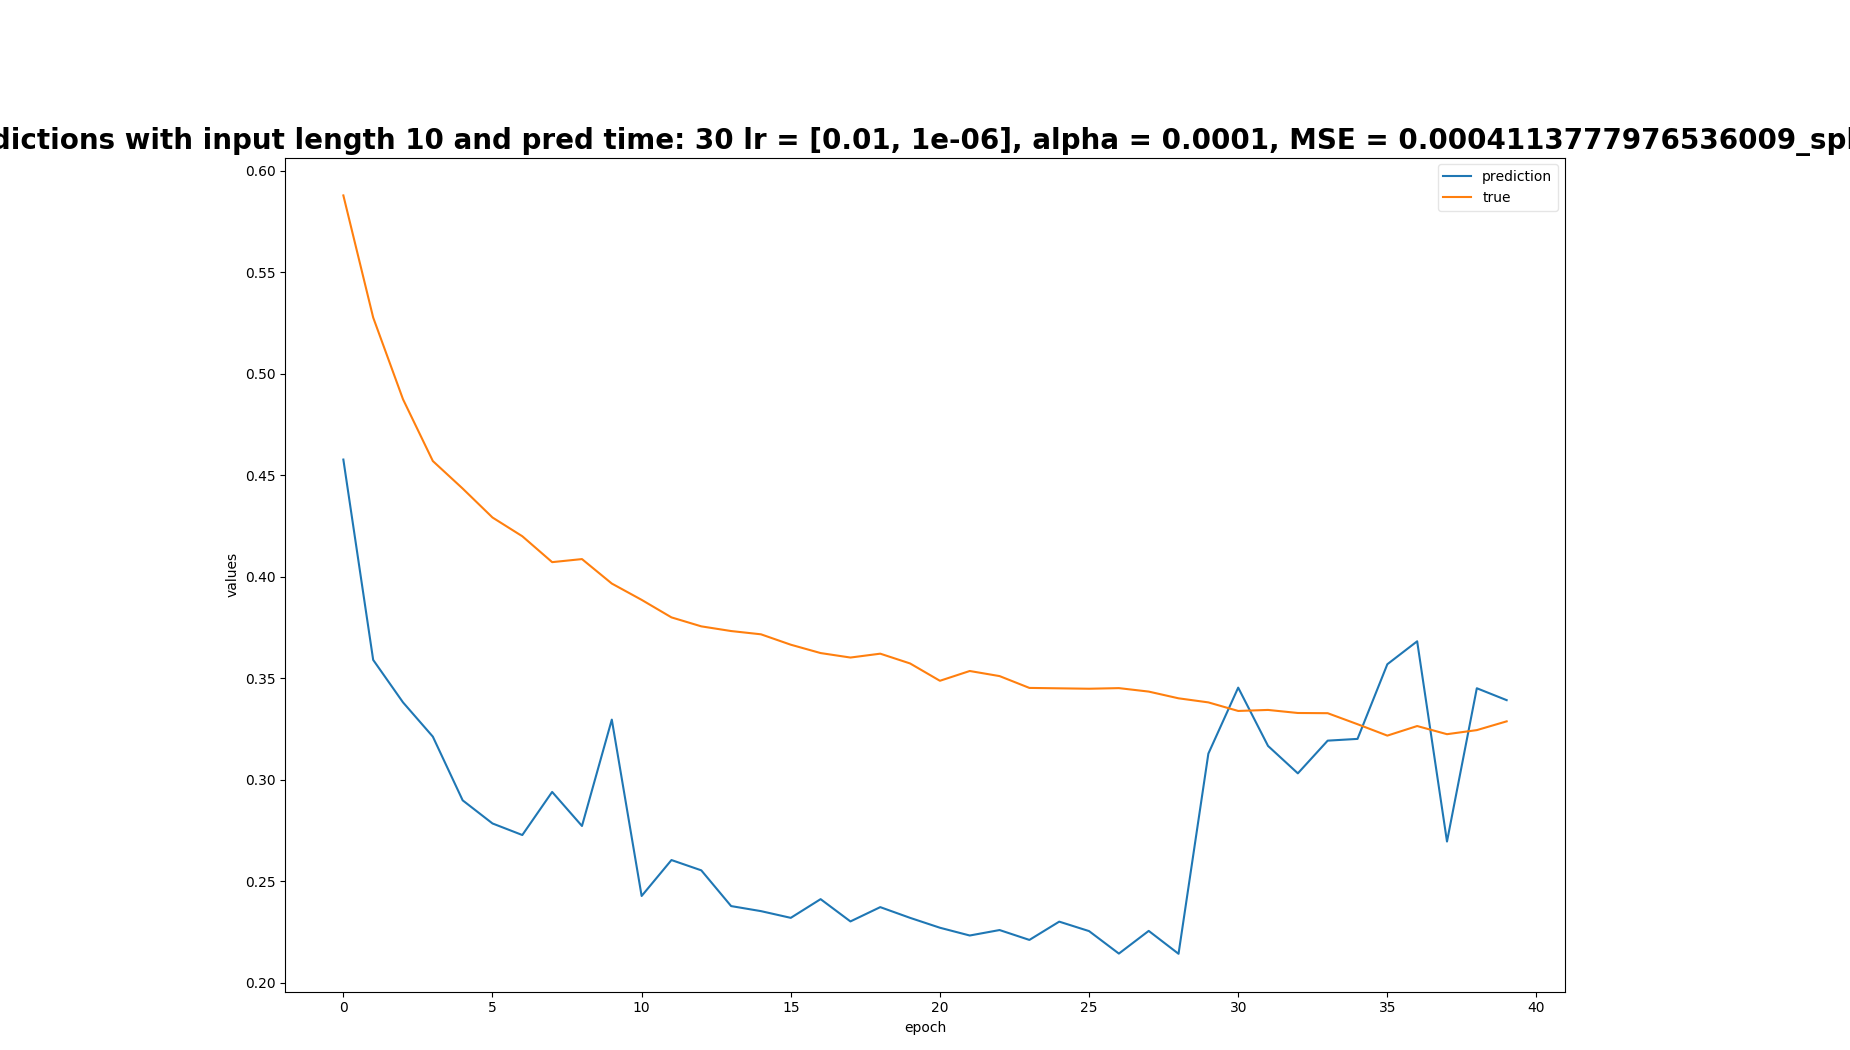 dictions with input length 10 and pred time: 30 lr = [0.01, 1e-06], alpha = 0.0001, MSE = 0.0004113777976536009_spl
prediction
true
0.60
0.55
0.50
0.45
0.40
0.35
0.30
0.25
0.20
values
0 5 10 15 20 25 30 35 40
epoch